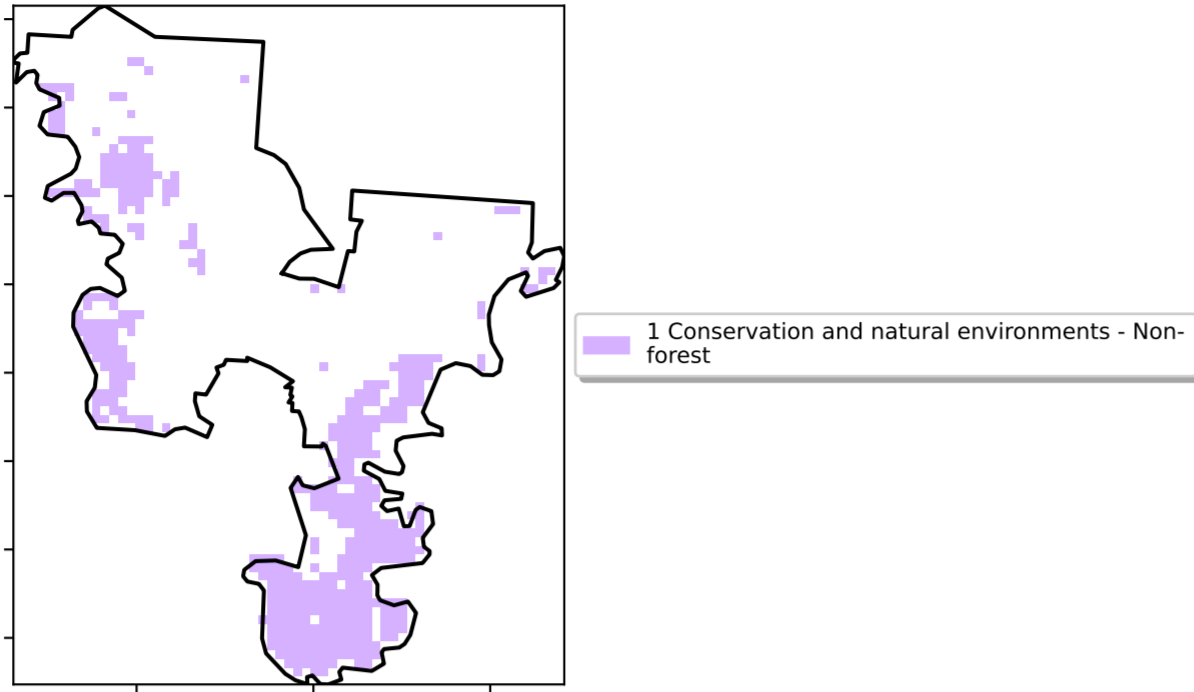 1 Conservation and natural environments - Non-
forest